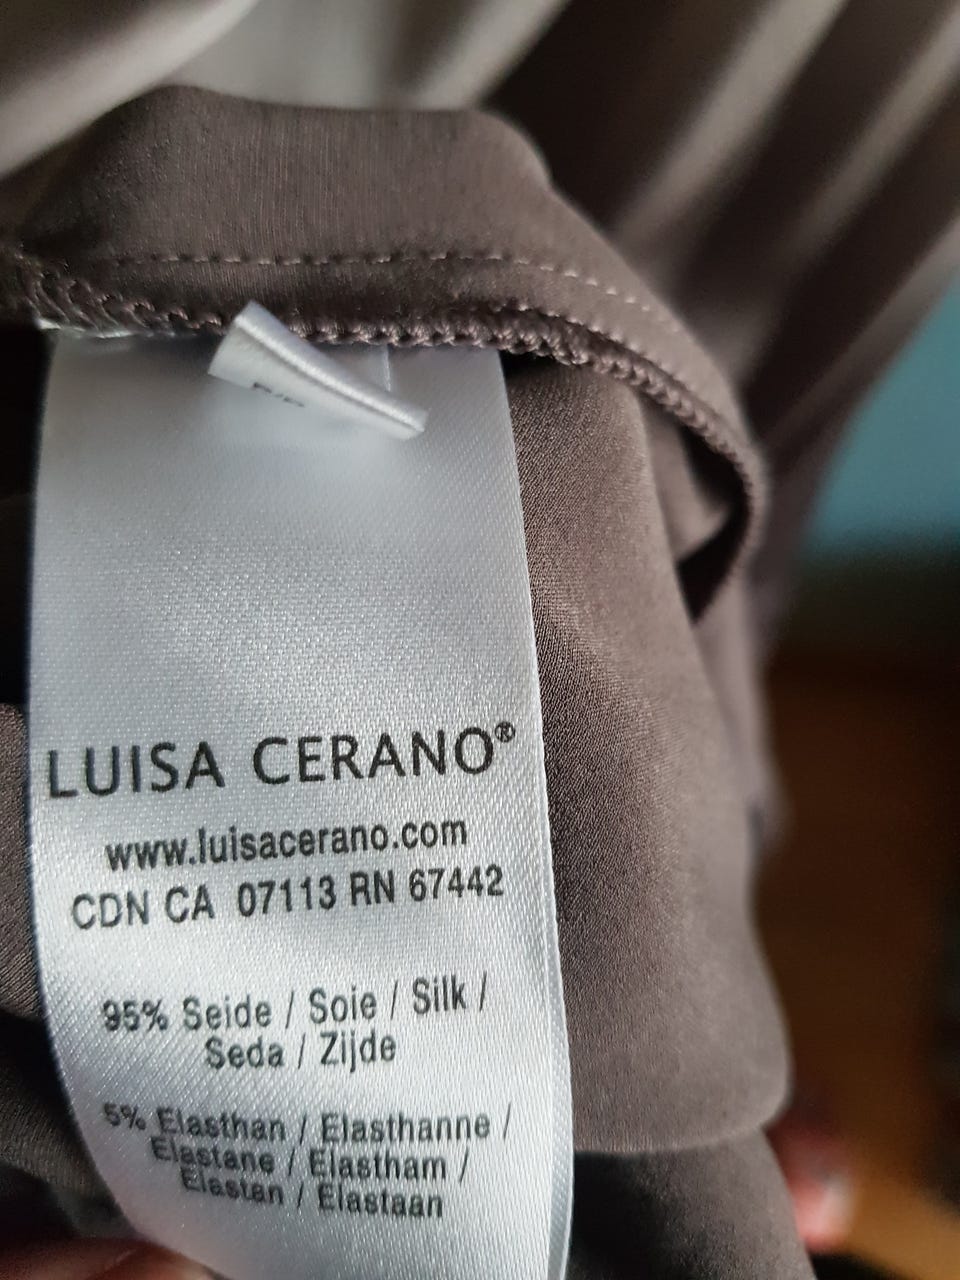 LUISA CERANO®
www.luisacerano.com
CDN CA 07113 RN 67442
95% Seide / Soie / Silk /
Seda / Zijde
5% Elasthan / Elasthanne /
Elastane / Elastham /
Elastan / Elastaan